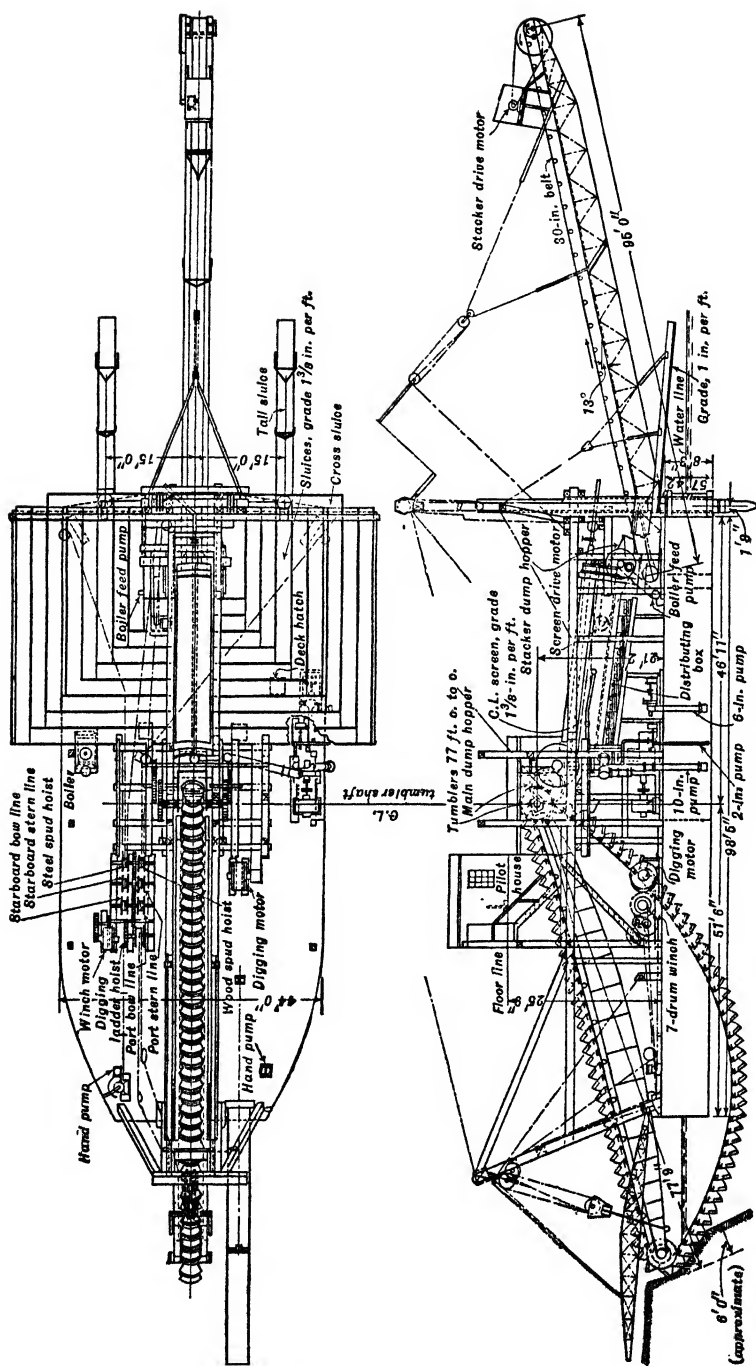 Stacker drive motor
30-in. belt
95'0"
13°
Water line
Grade, 1 in. per ft.
Tail sluice
15'0"
15'0"
Sluices, grade 1 3/8 in. per ft.
Cross sluice
Boiler feed pump
Deck hatch
Boiler
C.L.
tumbler shaft
Starboard bow line
Starboard stern line
Steel spud hoist
Winch motor
Digging
ladder hoist
Port bow line
Port stern line
Wood spud hoist
Digging motor
44'0"
Hand pump
Hand pump
Screen drive motor
Stacker dump hopper
C.L. screen, grade
1 3/8-in. per ft.
Tumblers 77 ft. c. to c.
Main dump hopper
Boiler feed
pump
Distributing
box
6-in. pump
10-in.
pump
2-in. pump
1'9"
46'11"
98'5"
51'6"
Digging
motor
Pilot
house
Floor line
25'9"
7-drum winch
77'9"
6'0"
(approximate)